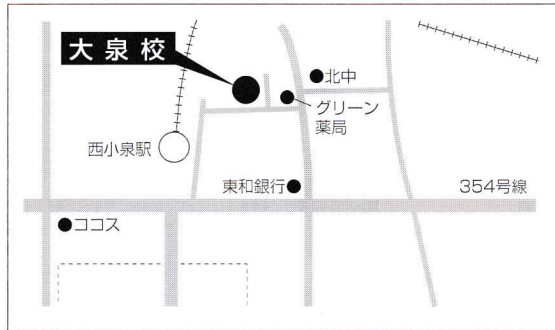 大泉校
北中
グリーン
薬局
西小泉駅
東和銀行
354号線
ココス